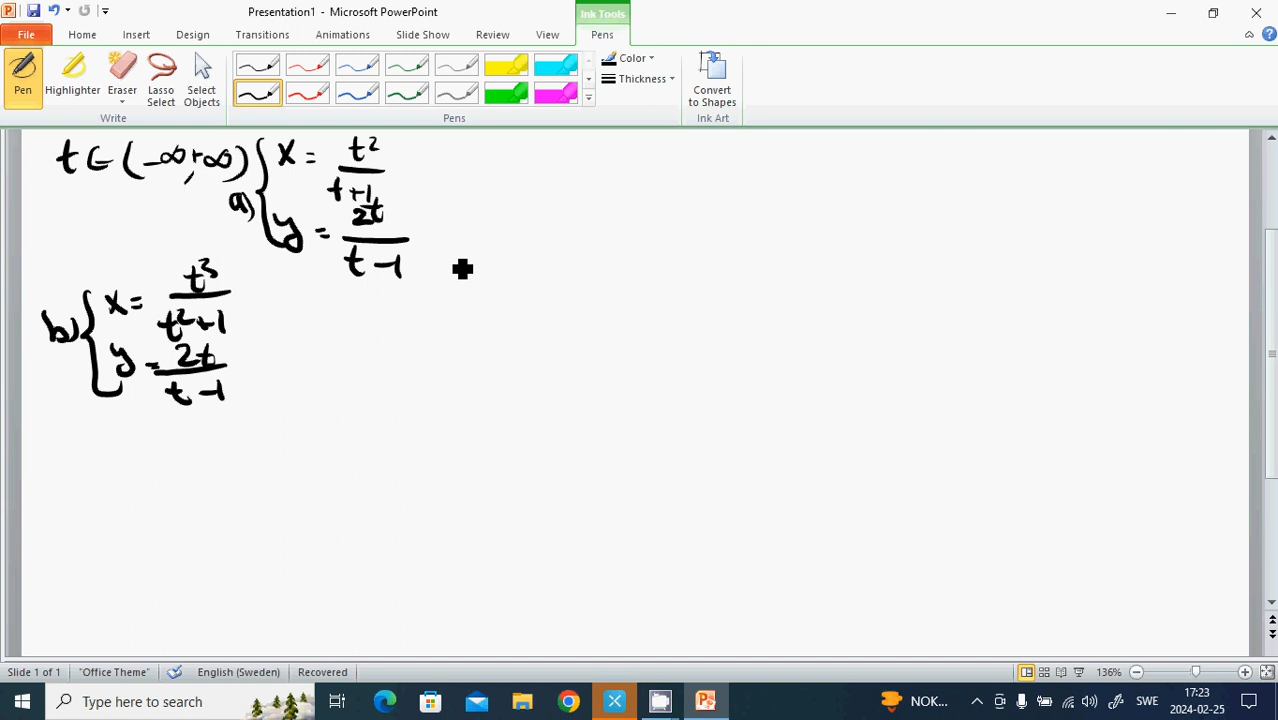 Presentation1 - Microsoft PowerPoint
Ink Tools
File Home Insert Design Transitions Animations Slide Show Review View Pens
Pen Highlighter Eraser Lasso Select Select Objects
Color
Thickness
Convert to Shapes
Write Pens Ink Art
t ∈ (-∞, +∞)
a) { x = t²/(t+1)
y = 2t/(t-1)
b) { x = t³/(t²+1)
y = 2t/(t-1)
Slide 1 of 1 "Office Theme" English (Sweden) Recovered 136%
Type here to search NOK... SWE 17:23
2024-02-25